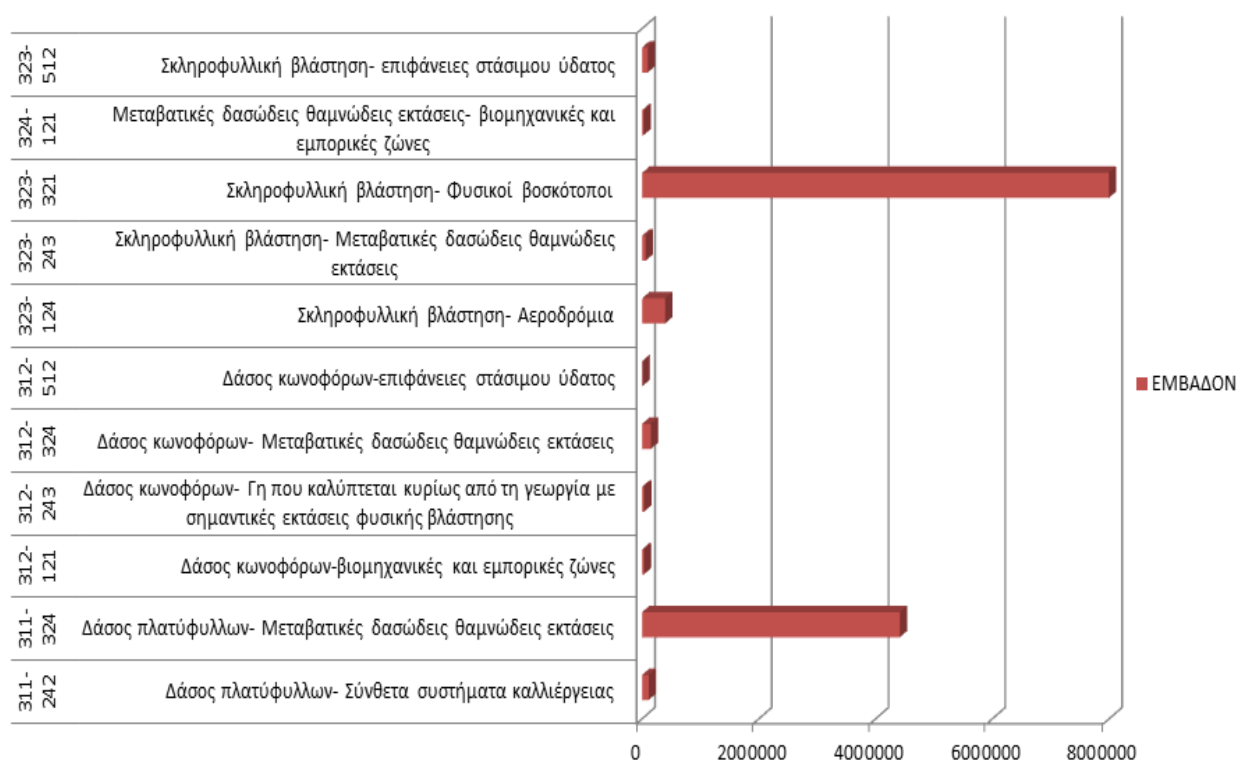 323-
512
Σκληροφυλλική βλάστηση- επιφάνειες στάσιμου ύδατος
324-
121
Μεταβατικές δασώδεις θαμνώδεις εκτάσεις- βιομηχανικές και
εμπορικές ζώνες
323-
321
Σκληροφυλλική βλάστηση- Φυσικοί βοσκότοποι
323-
243
Σκληροφυλλική βλάστηση- Μεταβατικές δασώδεις θαμνώδεις
εκτάσεις
323-
124
Σκληροφυλλική βλάστηση- Αεροδρόμια
312-
512
Δάσος κωνοφόρων-επιφάνειες στάσιμου ύδατος
312-
324
Δάσος κωνοφόρων- Μεταβατικές δασώδεις θαμνώδεις εκτάσεις
312-
243
Δάσος κωνοφόρων- Γη που καλύπτεται κυρίως από τη γεωργία με
σημαντικές εκτάσεις φυσικής βλάστησης
312-
121
Δάσος κωνοφόρων-βιομηχανικές και εμπορικές ζώνες
311-
324
Δάσος πλατύφυλλων- Μεταβατικές δασώδεις θαμνώδεις εκτάσεις
311-
242
Δάσος πλατύφυλλων- Σύνθετα συστήματα καλλιέργειας
0 2000000 4000000 6000000 8000000
ΕΜΒΑΔΟΝ